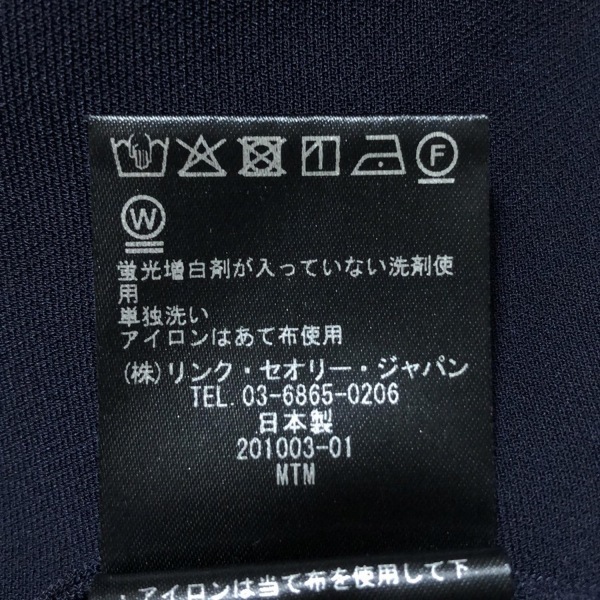 F
W
蛍光増白剤が入っていない洗剤使
用
単独洗い
アイロンはあて布使用
(株)リンク・セオリー・ジャパン
TEL.03-6865-0206
日本製
201003-01
MTM
・アイロンは当て布を使用して下